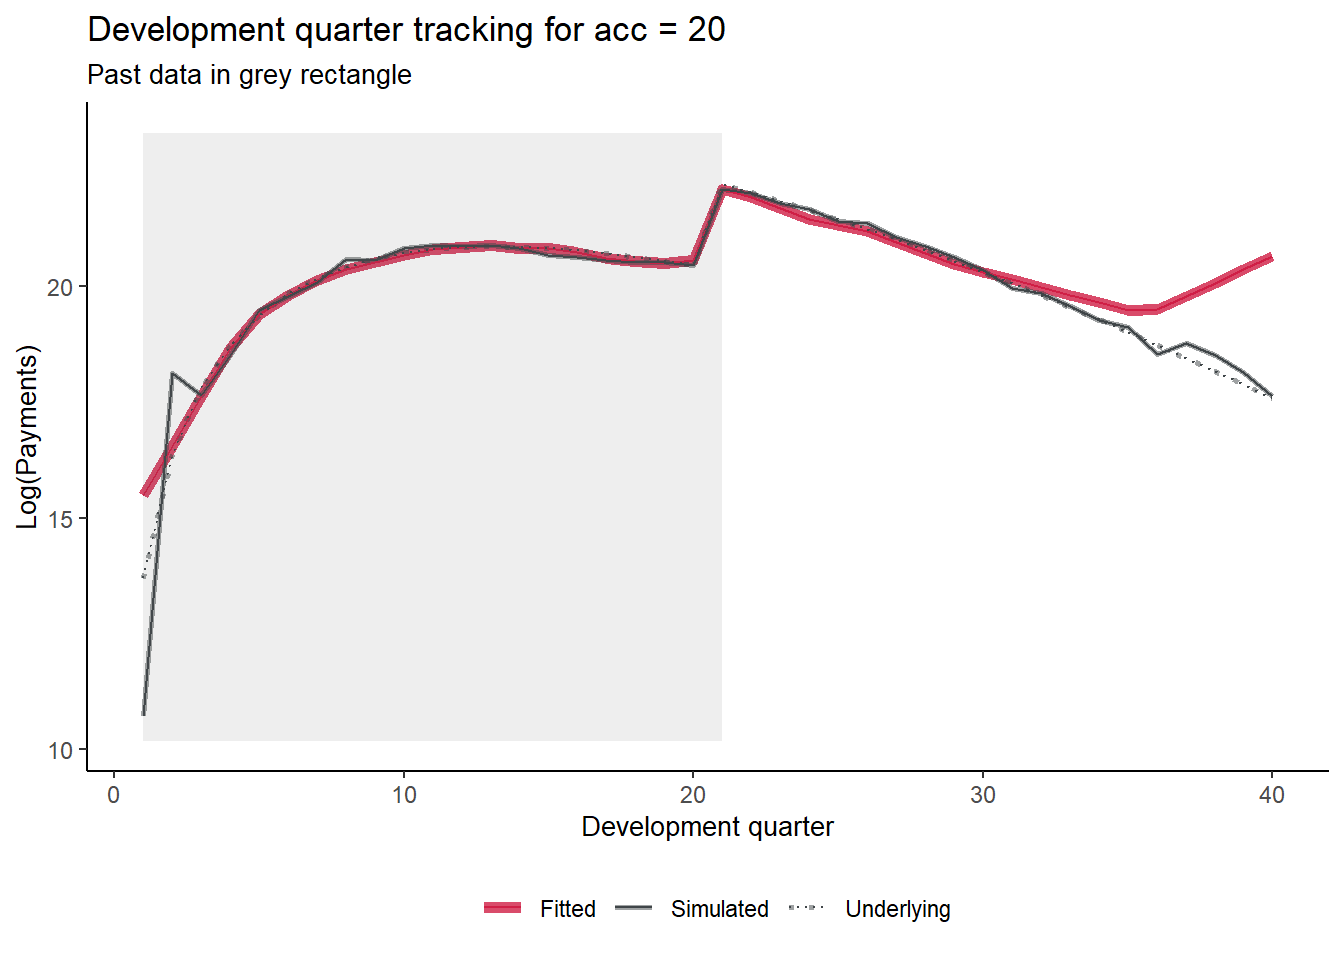 Development quarter tracking for acc = 20
Past data in grey rectangle
Log(Payments)
20
15
10
0 10 20 30 40
Development quarter
Fitted Simulated Underlying